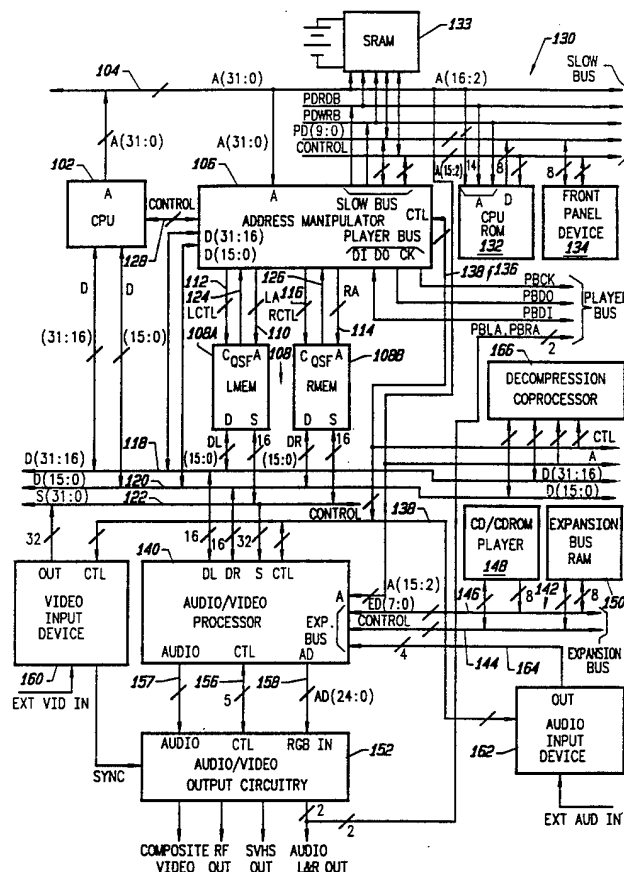 133
SRAM
130
SLOW BUS
104
A(31:0)
A(16:2)
PDRDB
PDWRB
PD(9:0)
CONTROL
A(31:0)
A(31:0)
102
106
A(15:2)
14
8
8
8
A
CPU
CONTROL
128
A
SLOW BUS
ADDRESS MANIPULATOR
CTL
PLAYER BUS
DI DO CK
D(31:16)
D(15:0)
A D
CPU ROM
132
FRONT PANEL DEVICE
134
138
136
112
124
LCTL
LA
110
126
116
RCTL
RA
114
PBCK
PBDO
PBDI
PBLA, PBRA
2
PLAYER BUS
D
D
(31:16)
(15:0)
108A
108
108B
C QSF A
LMEM
D S
C QSF A
RMEM
D S
166
DECOMPRESSION COPROCESSOR
DL
(15:0)
16
DR
(15:0)
16
118
D(31:16)
120
D(15:0)
122
S(31:0)
CTL
A
D(31:16)
D(15:0)
CONTROL
138
32
16
16
32
140
DL DR S CTL
AUDIO/VIDEO PROCESSOR
A
EXP. BUS
AUDIO CTL AD
A(15:2)
ED(7:0)
CONTROL
CD/CDROM PLAYER
148
EXPANSION BUS RAM
150
146
8
142
8
144
4
164
EXPANSION BUS
OUT CTL
VIDEO INPUT DEVICE
160
EXT VID IN
SYNC
157
156
5
158
AD(24:0)
AUDIO CTL RGB IN
AUDIO/VIDEO OUTPUT CIRCUITRY
152
OUT
AUDIO INPUT DEVICE
162
EXT AUD IN
2
2
COMPOSITE VIDEO
RF OUT
SVHS OUT
AUDIO L&R OUT